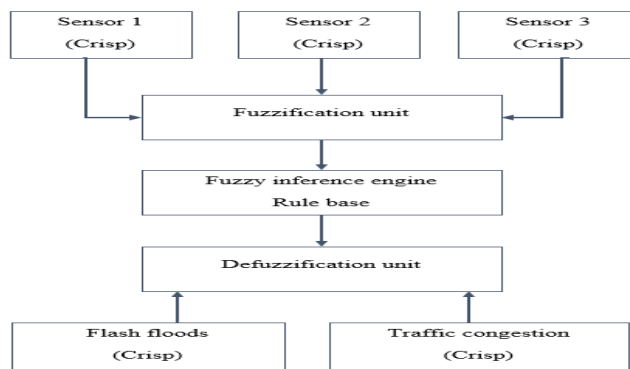 Sensor 1
(Crisp)
Sensor 2
(Crisp)
Sensor 3
(Crisp)
Fuzzification unit
Fuzzy inference engine
Rule base
Defuzzification unit
Flash floods
(Crisp)
Traffic congestion
(Crisp)